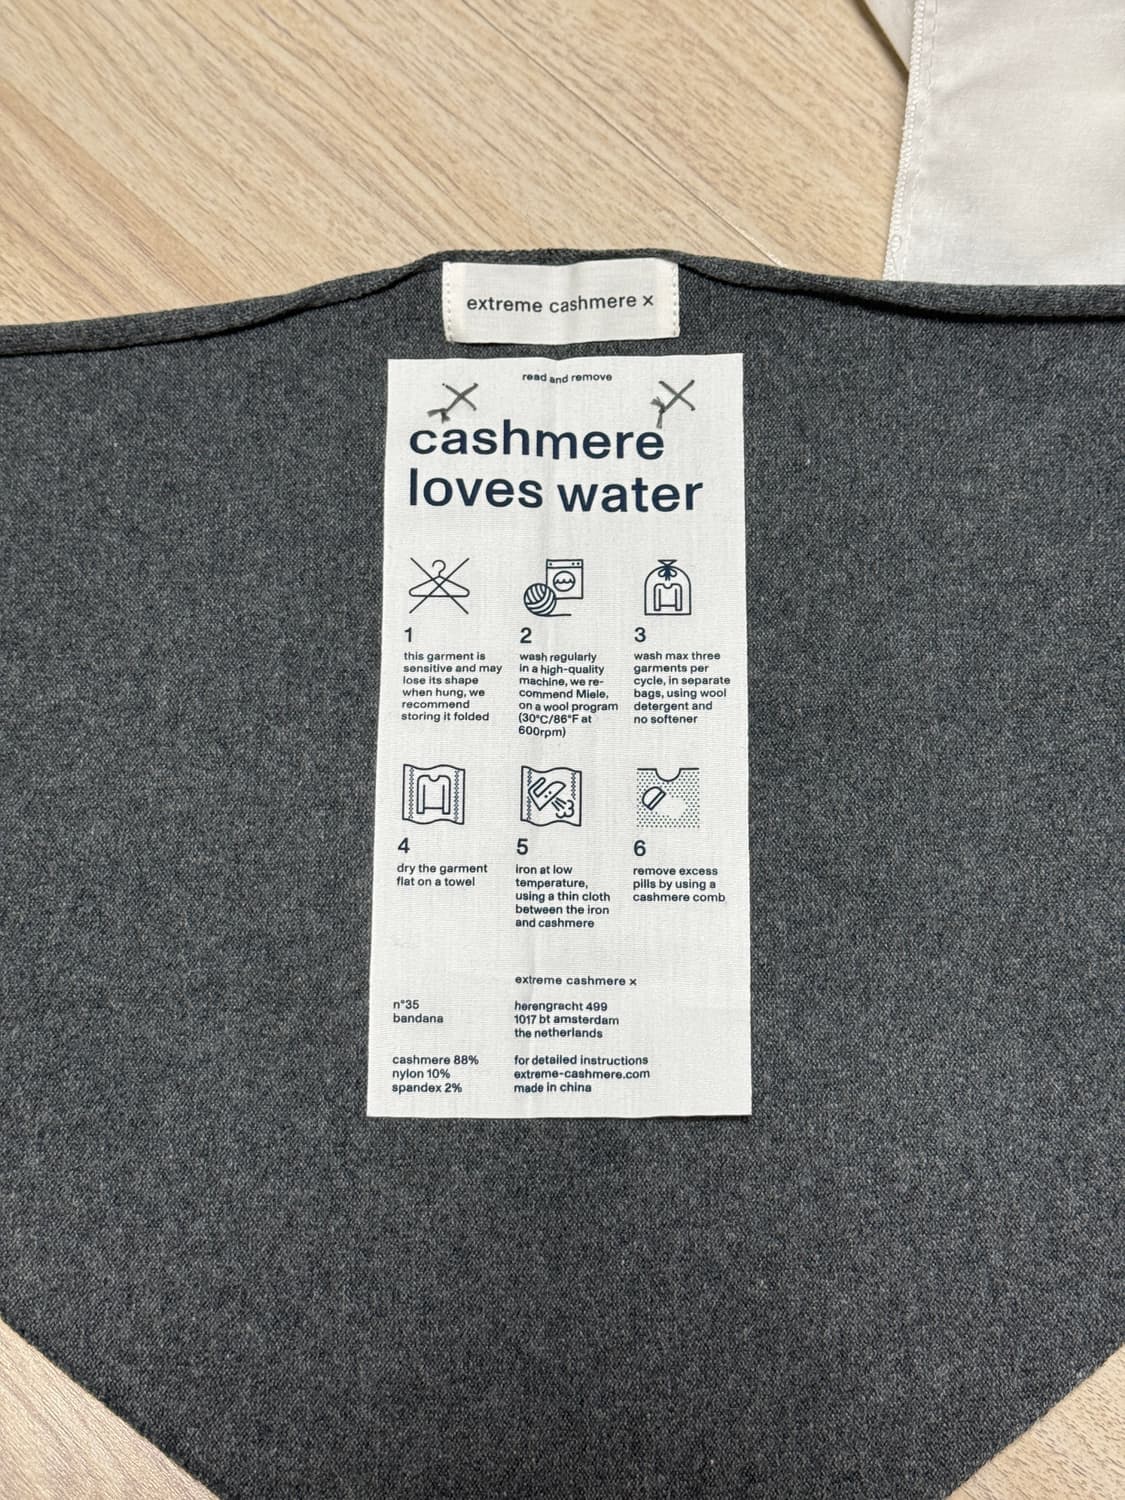 extreme cashmere x
read and remove
cashmere
loves water
1
this garment is
sensitive and may
lose its shape
when hung, we
recommend
storing it folded
2
wash regularly
in a high-quality
machine, we re-
commend Miele,
on a wool program
(30°C/86°F at
600rpm)
3
wash max three
garments per
cycle, in separate
bags, using wool
detergent and
no softener
4
dry the garment
flat on a towel
5
iron at low
temperature,
using a thin cloth
between the iron
and cashmere
6
remove excess
pills by using a
cashmere comb
n°35
bandana
cashmere 88%
nylon 10%
spandex 2%
extreme cashmere x
herengracht 499
1017 bt amsterdam
the netherlands
for detailed instructions
extreme-cashmere.com
made in china